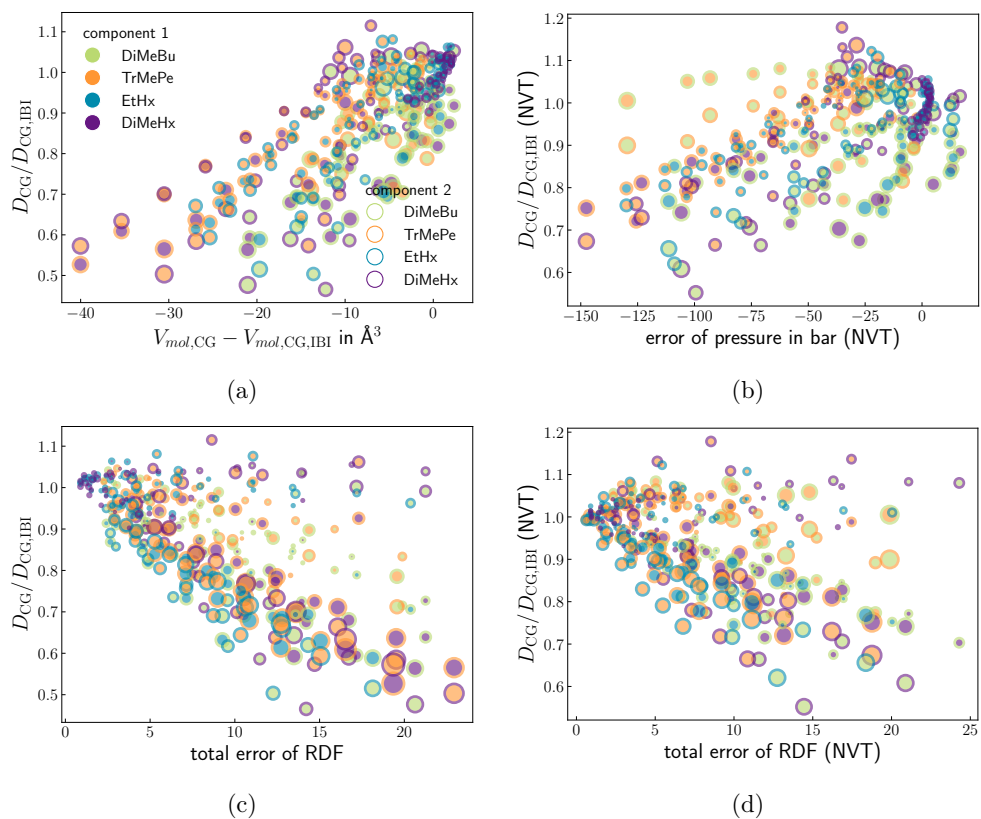 1.1
1.0
0.9
0.8
0.7
0.6
0.5
D_CG/D_CG,IBI
component 1
DiMeBu
TrMePe
EtHx
DiMeHx
component 2
DiMeBu
TrMePe
EtHx
DiMeHx
−40 −30 −20 −10 0
V_mol,CG − V_mol,CG,IBI in Å³
(a)
1.2
1.1
1.0
0.9
0.8
0.7
0.6
D_CG/D_CG,IBI (NVT)
−150 −125 −100 −75 −50 −25 0
error of pressure in bar (NVT)
(b)
1.1
1.0
0.9
0.8
0.7
0.6
0.5
D_CG/D_CG,IBI
0 5 10 15 20
total error of RDF
(c)
1.2
1.1
1.0
0.9
0.8
0.7
0.6
D_CG/D_CG,IBI (NVT)
0 5 10 15 20 25
total error of RDF (NVT)
(d)